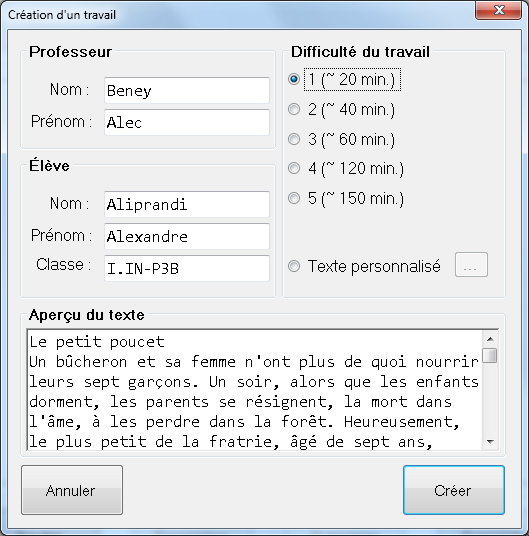 Création d'un travail
Professeur
Nom :
Beney
Prénom :
Alec
Élève
Nom :
Aliprandi
Prénom :
Alexandre
Classe :
I.IN-P3B
Difficulté du travail
1 (~ 20 min.)
2 (~ 40 min.)
3 (~ 60 min.)
4 (~ 120 min.)
5 (~ 150 min.)
Texte personnalisé
...
Aperçu du texte
Le petit poucet
Un bûcheron et sa femme n'ont plus de quoi nourrir
leurs sept garçons. Un soir, alors que les enfants
dorment, les parents se résignent, la mort dans
l'âme, à les perdre dans la forêt. Heureusement,
le plus petit de la fratrie, âgé de sept ans,
Annuler
Créer